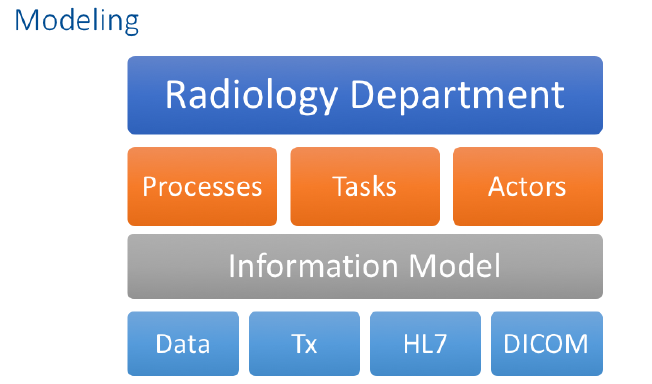 Modeling
Radiology Department
Processes Tasks Actors
Information Model
Data Tx HL7 DICOM